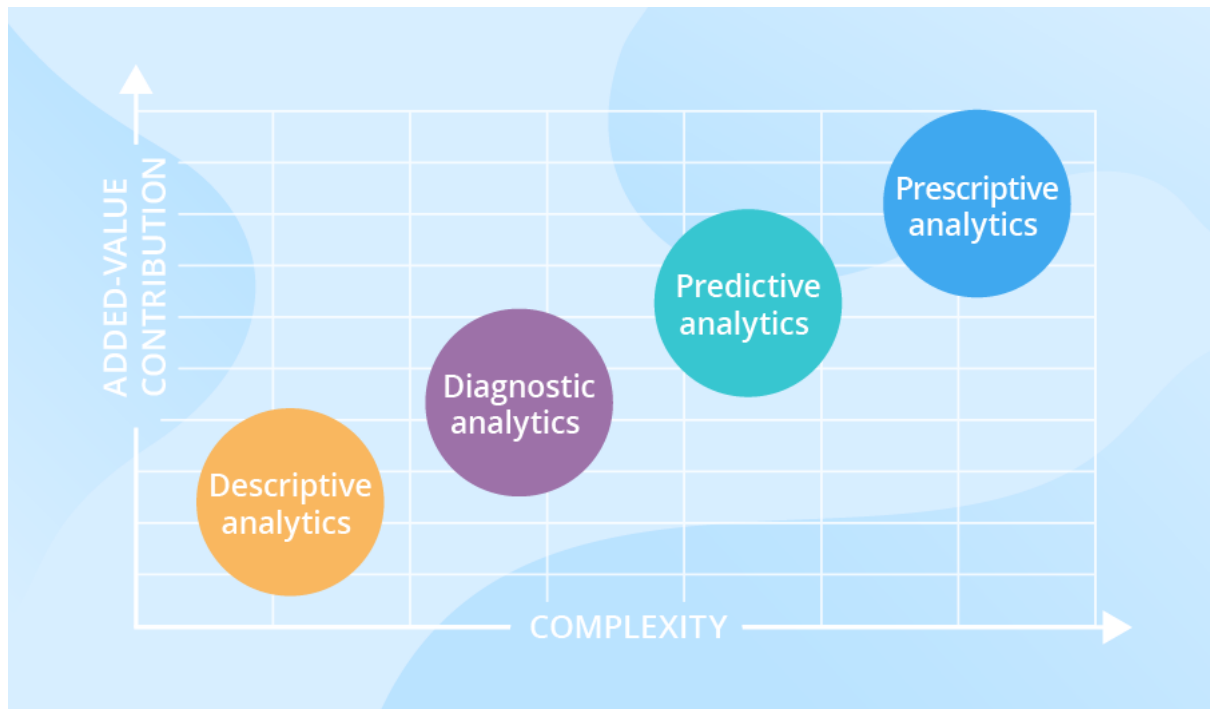 ADDED-VALUE
CONTRIBUTION
Prescriptive
analytics
Predictive
analytics
Diagnostic
analytics
Descriptive
analytics
COMPLEXITY